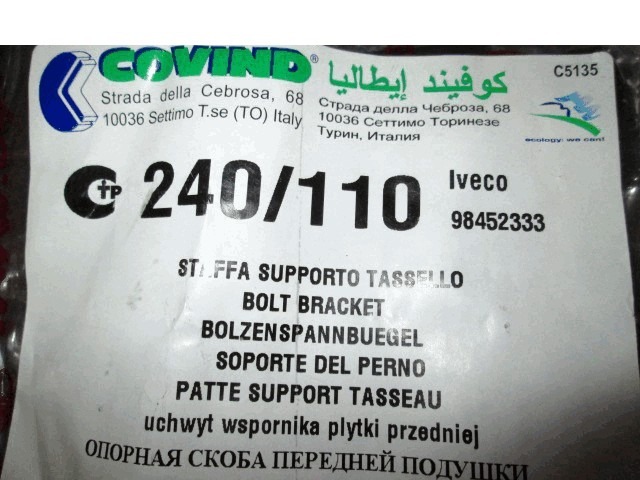 COVIND®
Strada della Cebrosa, 68
10036 Settimo T.se (TO) Italy
كوفيند إيطاليا
Страда делла Чеброза, 68
10036 Сеттимо Торинезе
Турин, Италия
C5135
ecology: we can!
240/110
Iveco
98452333
STAFFA SUPPORTO TASSELLO
BOLT BRACKET
BOLZENSPANNBUEGEL
SOPORTE DEL PERNO
PATTE SUPPORT TASSEAU
uchwyt wspornika plytki przedniej
ОПОРНАЯ СКОБА ПЕРЕДНЕЙ ПОДУШКИ